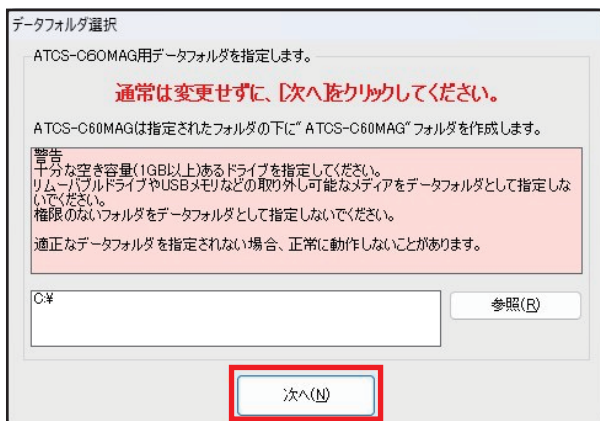 データフォルダ選択
ATCS-C60MAG用データフォルダを指定します。
通常は変更せずに、[次へ]をクリックしてください。
ATCS-C60MAGは指定されたフォルダの下に"ATCS-C60MAG"フォルダを作成します。
警告
十分な空き容量(1GB以上)あるドライブを指定してください。
リムーバブルドライブやUSBメモリなどの取り外し可能なメディアをデータフォルダとして指定しな
いでください。
権限のないフォルダをデータフォルダとして指定しないでください。
適正なデータフォルダを指定されない場合、正常に動作しないことがあります。
C:¥
参照(R)
次へ(N)